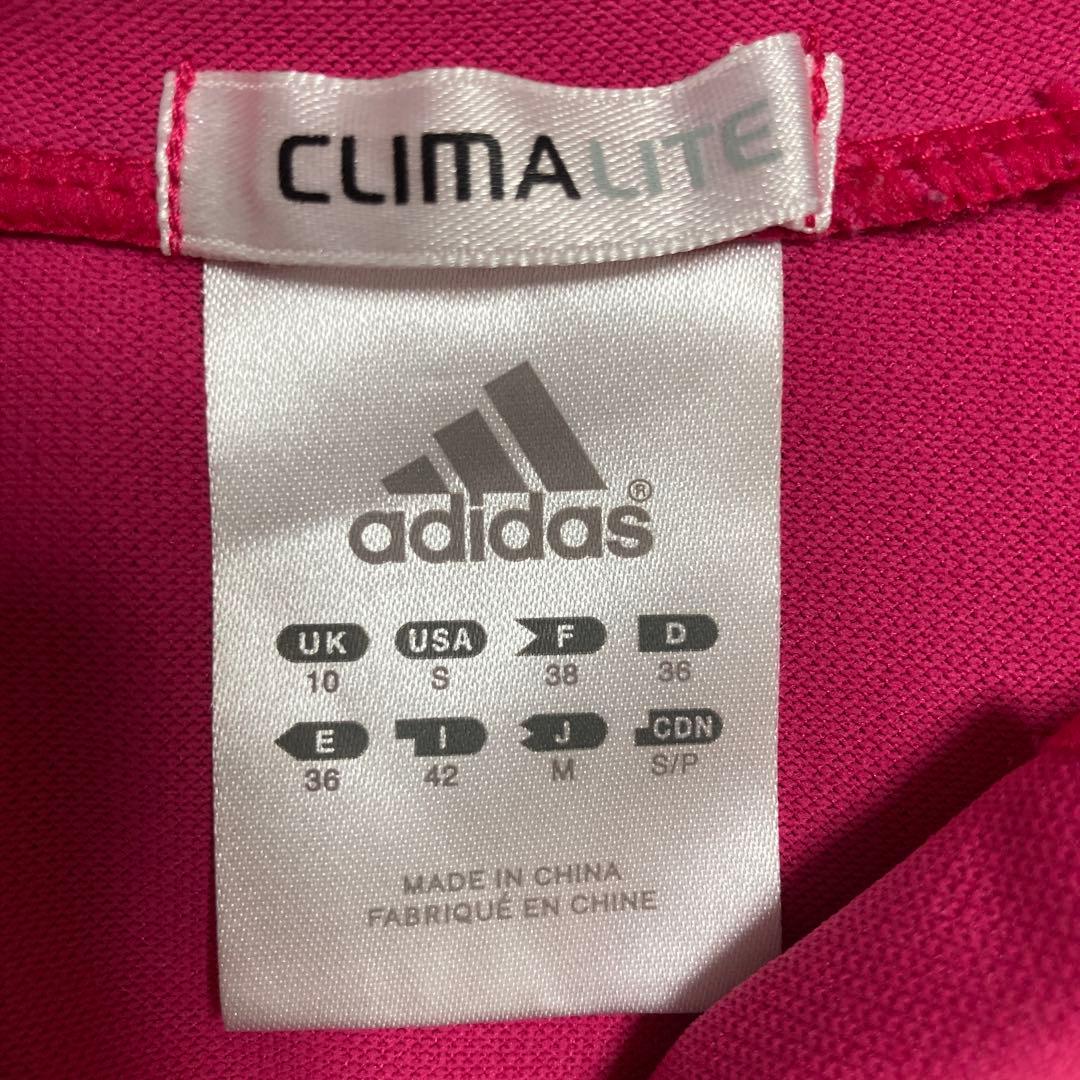 CLIMALITE
adidas®
UK USA F D
10 S 38 36
E I J CDN
36 42 M S/P
MADE IN CHINA
FABRIQUÉ EN CHINE